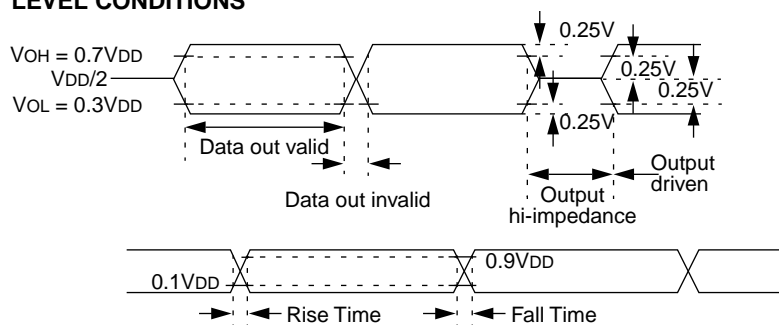 LEVEL CONDITIONS
0.25V
VOH = 0.7VDD
VDD/2
0.25V
0.25V
VOL = 0.3VDD
0.25V
Data out valid
Data out invalid
Output
driven
Output
hi-impedance
0.9VDD
0.1VDD
Rise Time
Fall Time